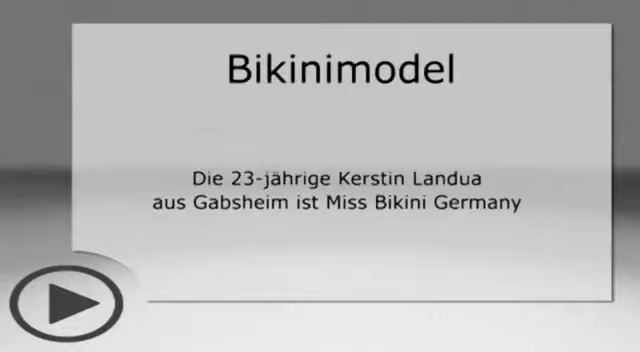 Bikinimodel
Die 23-jährige Kerstin Landua
aus Gabsheim ist Miss Bikini Germany